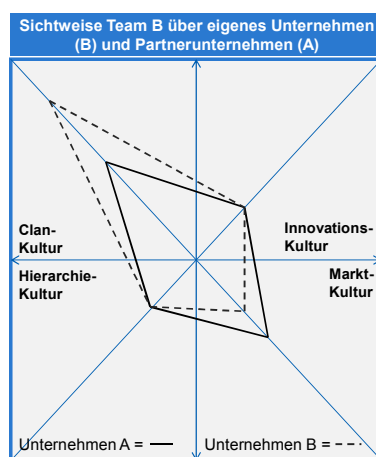 Sichtweise Team B über eigenes Unternehmen
(B) und Partnerunternehmen (A)
Clan-
Kultur
Innovations-
Kultur
Hierarchie-
Kultur
Markt-
Kultur
Unternehmen A =
Unternehmen B =